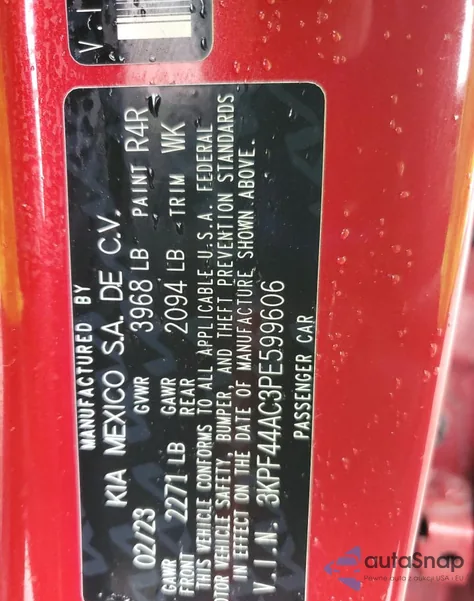 V.I
MANUFACTURED BY
KIA MEXICO S.A. DE C.V.
02/23 GVWR 3968 LB PAINT R4R
GAWR FRONT 2271 LB GAWR REAR 2094 LB TRIM WK
THIS VEHICLE CONFORMS TO ALL APPLICABLE U.S.A. FEDERAL
MOTOR VEHICLE SAFETY, BUMPER AND THEFT PREVENTION STANDARDS
IN EFFECT ON THE DATE OF MANUFACTURE SHOWN ABOVE.
V.I.N. 3KPF44AC3PE599606
PASSENGER CAR
autoSnap